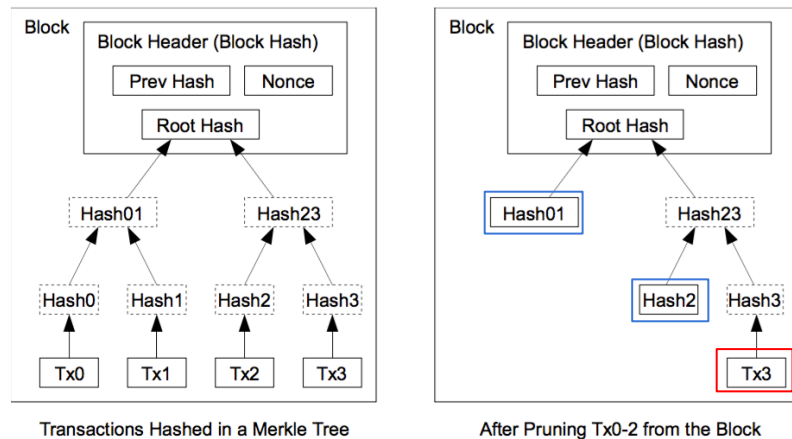 Block
Block Header (Block Hash)
Prev Hash
Nonce
Root Hash
Hash01
Hash23
Hash0
Hash1
Hash2
Hash3
Tx0
Tx1
Tx2
Tx3
Transactions Hashed in a Merkle Tree
Block
Block Header (Block Hash)
Prev Hash
Nonce
Root Hash
Hash01
Hash23
Hash2
Hash3
Tx3
After Pruning Tx0-2 from the Block